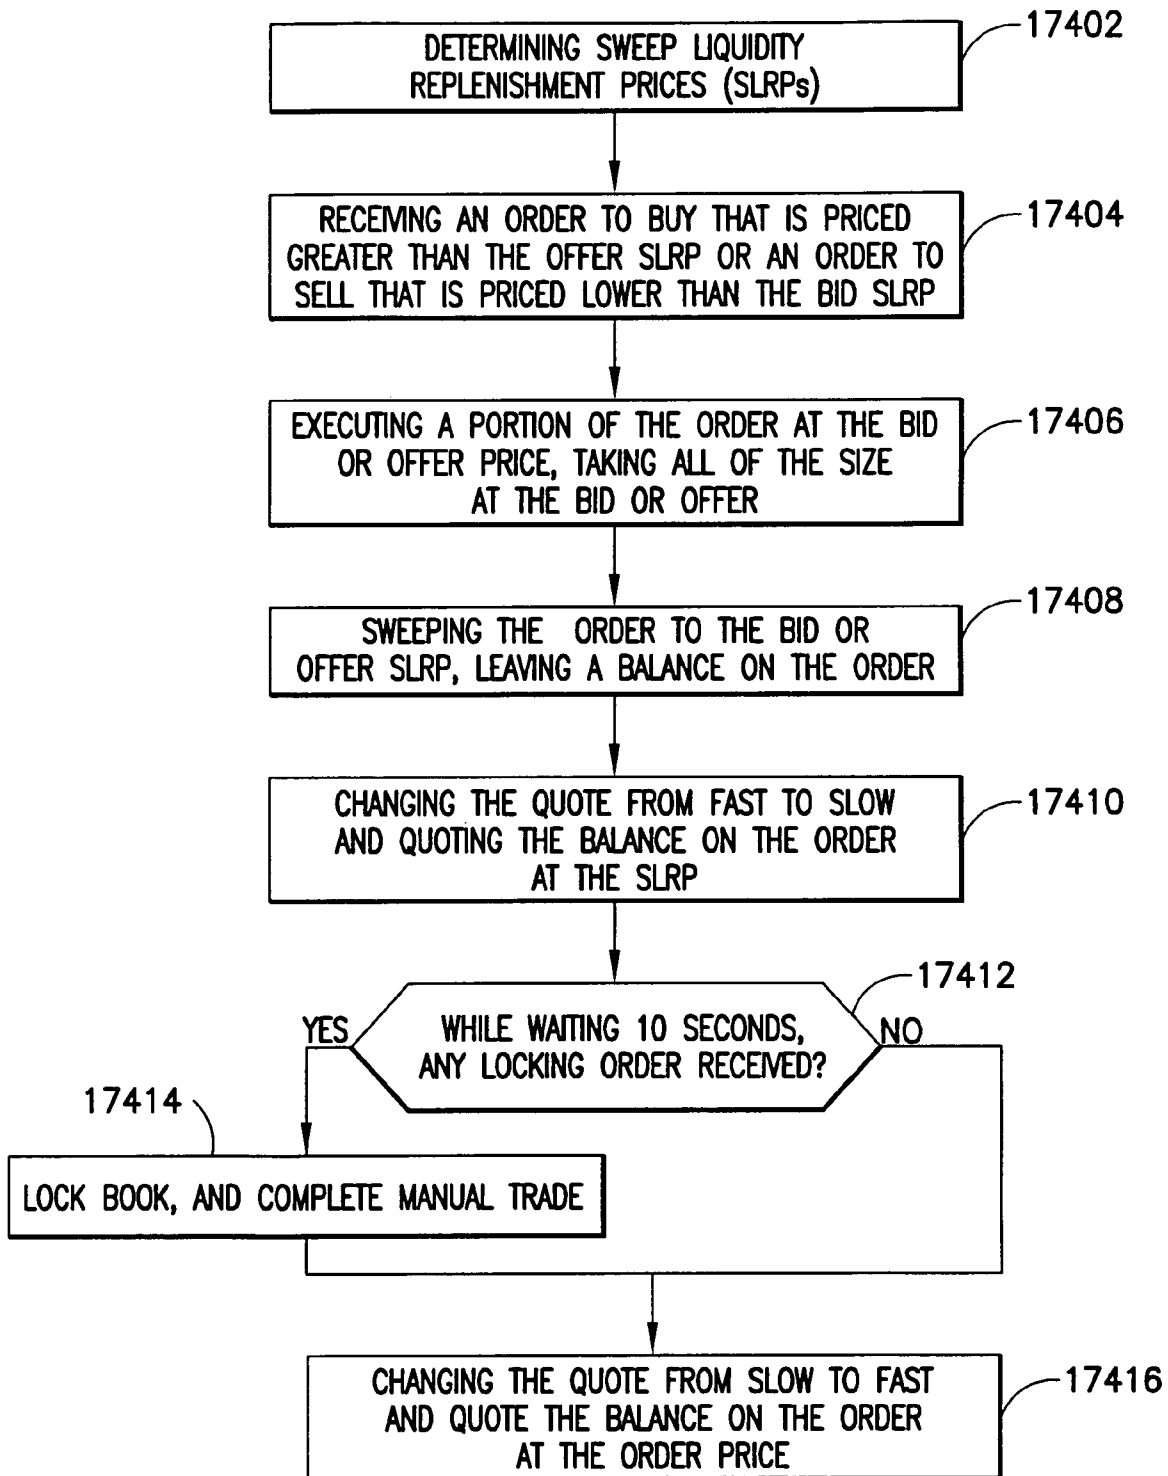 17402
DETERMINING SWEEP LIQUIDITY
REPLENISHMENT PRICES (SLRPs)
17404
RECEIVING AN ORDER TO BUY THAT IS PRICED
GREATER THAN THE OFFER SLRP OR AN ORDER TO
SELL THAT IS PRICED LOWER THAN THE BID SLRP
17406
EXECUTING A PORTION OF THE ORDER AT THE BID
OR OFFER PRICE, TAKING ALL OF THE SIZE
AT THE BID OR OFFER
17408
SWEEPING THE ORDER TO THE BID OR
OFFER SLRP, LEAVING A BALANCE ON THE ORDER
17410
CHANGING THE QUOTE FROM FAST TO SLOW
AND QUOTING THE BALANCE ON THE ORDER
AT THE SLRP
17412
YES
WHILE WAITING 10 SECONDS,
ANY LOCKING ORDER RECEIVED?
NO
17414
LOCK BOOK, AND COMPLETE MANUAL TRADE
17416
CHANGING THE QUOTE FROM SLOW TO FAST
AND QUOTE THE BALANCE ON THE ORDER
AT THE ORDER PRICE